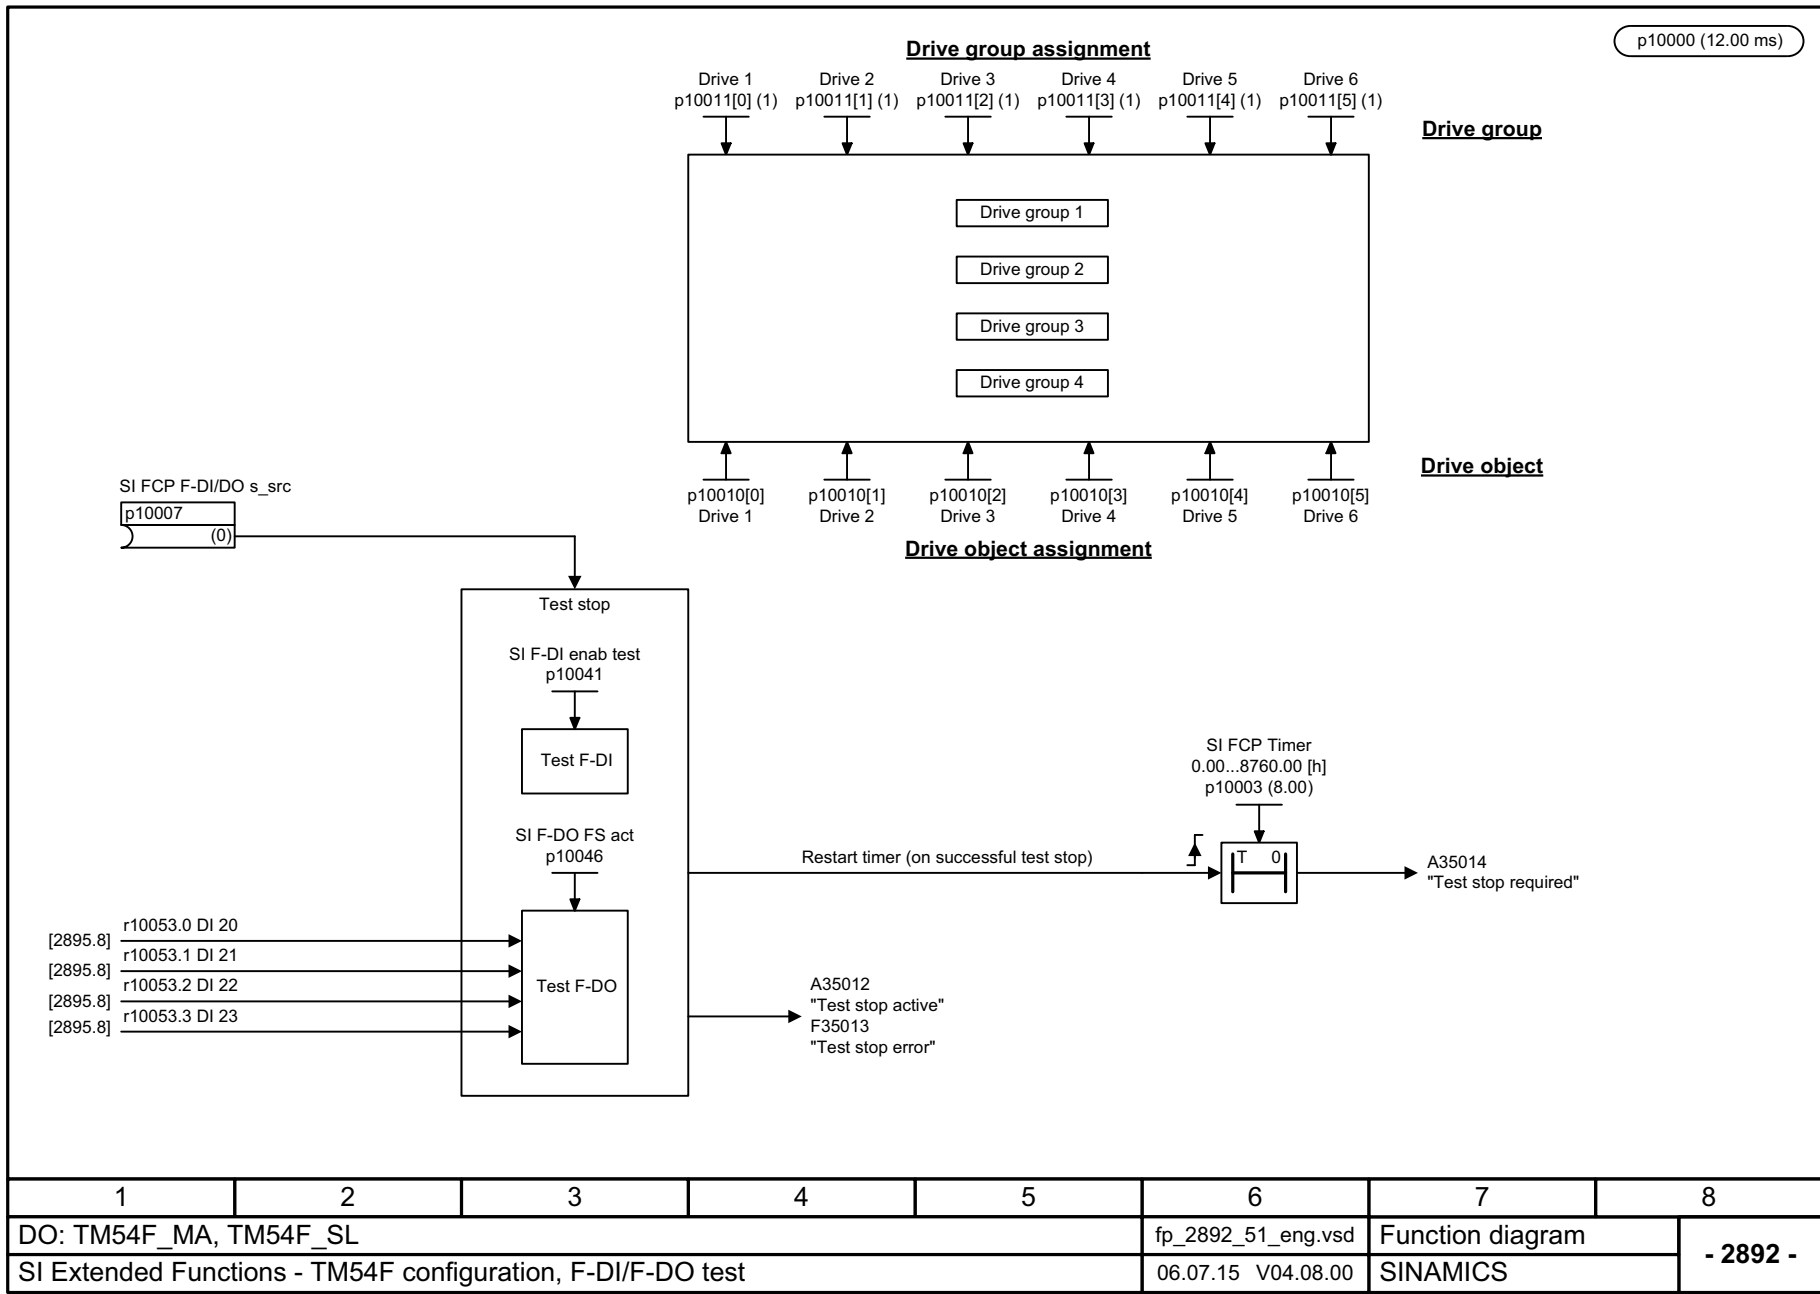 p10000 (12.00 ms)
Drive group assignment
Drive 1 Drive 2 Drive 3 Drive 4 Drive 5 Drive 6
p10011[0] (1) p10011[1] (1) p10011[2] (1) p10011[3] (1) p10011[4] (1) p10011[5] (1)
Drive group
Drive group 1
Drive group 2
Drive group 3
Drive group 4
Drive object
p10010[0] p10010[1] p10010[2] p10010[3] p10010[4] p10010[5]
Drive 1 Drive 2 Drive 3 Drive 4 Drive 5 Drive 6
Drive object assignment
SI FCP F-DI/DO s_src
p10007
(0)
Test stop
SI F-DI enab test
p10041
Test F-DI
SI F-DO FS act
p10046
Test F-DO
[2895.8] r10053.0 DI 20
[2895.8] r10053.1 DI 21
[2895.8] r10053.2 DI 22
[2895.8] r10053.3 DI 23
Restart timer (on successful test stop)
SI FCP Timer
0.00...8760.00 [h]
p10003 (8.00)
T 0
A35014
"Test stop required"
A35012
"Test stop active"
F35013
"Test stop error"
1 2 3 4 5 6 7 8
DO: TM54F_MA, TM54F_SL fp_2892_51_eng.vsd Function diagram
- 2892 -
SI Extended Functions - TM54F configuration, F-DI/F-DO test 06.07.15 V04.08.00 SINAMICS